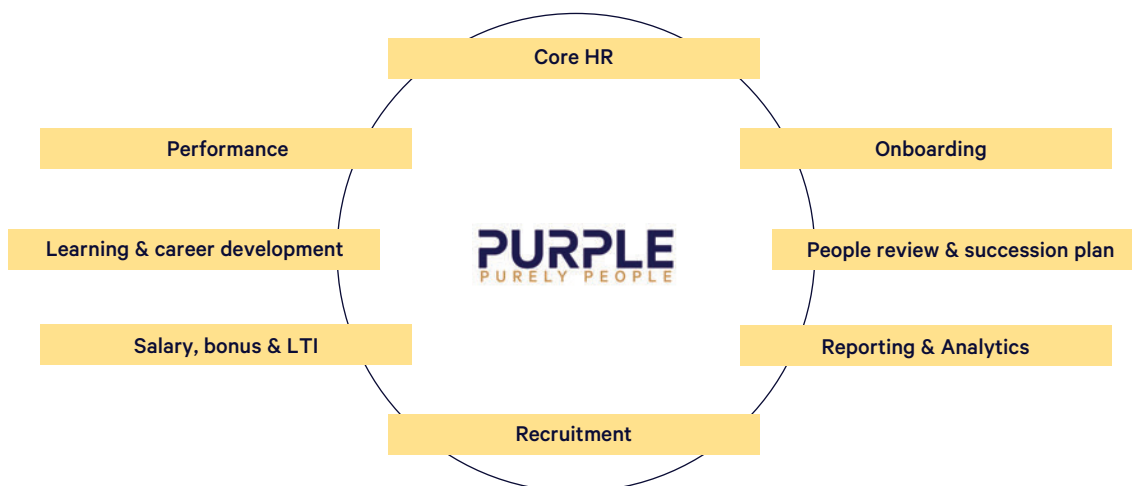 Core HR
Performance
Onboarding
Learning & career development
PURPLE
PURELY PEOPLE
People review & succession plan
Salary, bonus & LTI
Reporting & Analytics
Recruitment